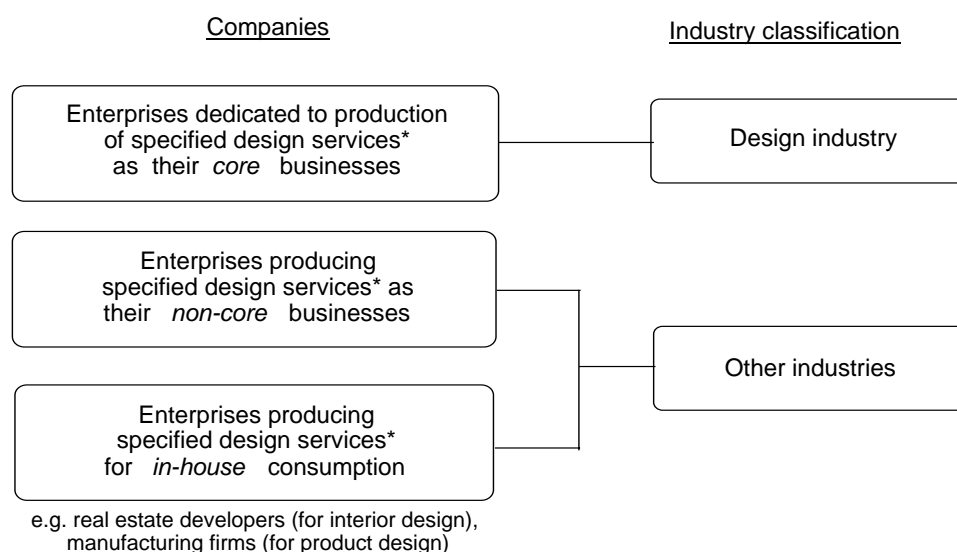 Companies
Industry classification
Enterprises dedicated to production
of specified design services*
as their core businesses
Design industry
Enterprises producing
specified design services* as
their non-core businesses
Other industries
Enterprises producing
specified design services*
for in-house consumption
e.g. real estate developers (for interior design),
manufacturing firms (for product design)